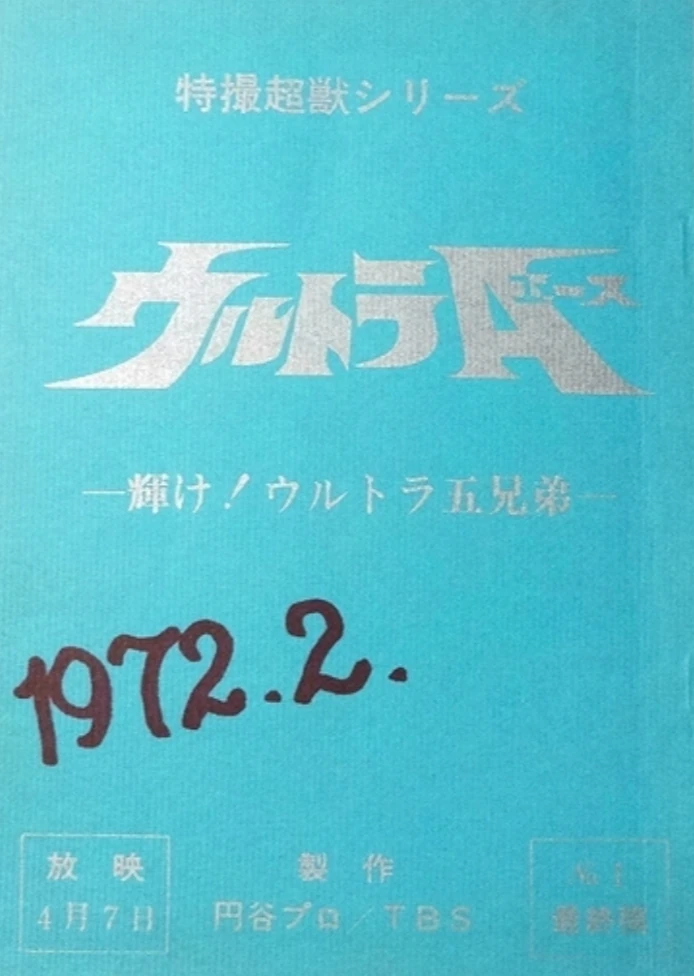 特撮超獣シリーズ
ウルトラA
エース
—輝け!ウルトラ五兄弟—
1972.2.
放映
4月7日
製作
円谷プロ/TBS
No.1
最終稿